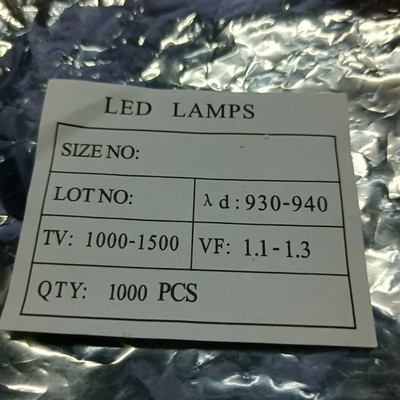 LED LAMPS
SIZE NO:
LOT NO: λd:930-940
TV: 1000-1500 VF: 1.1-1.3
QTY: 1000 PCS